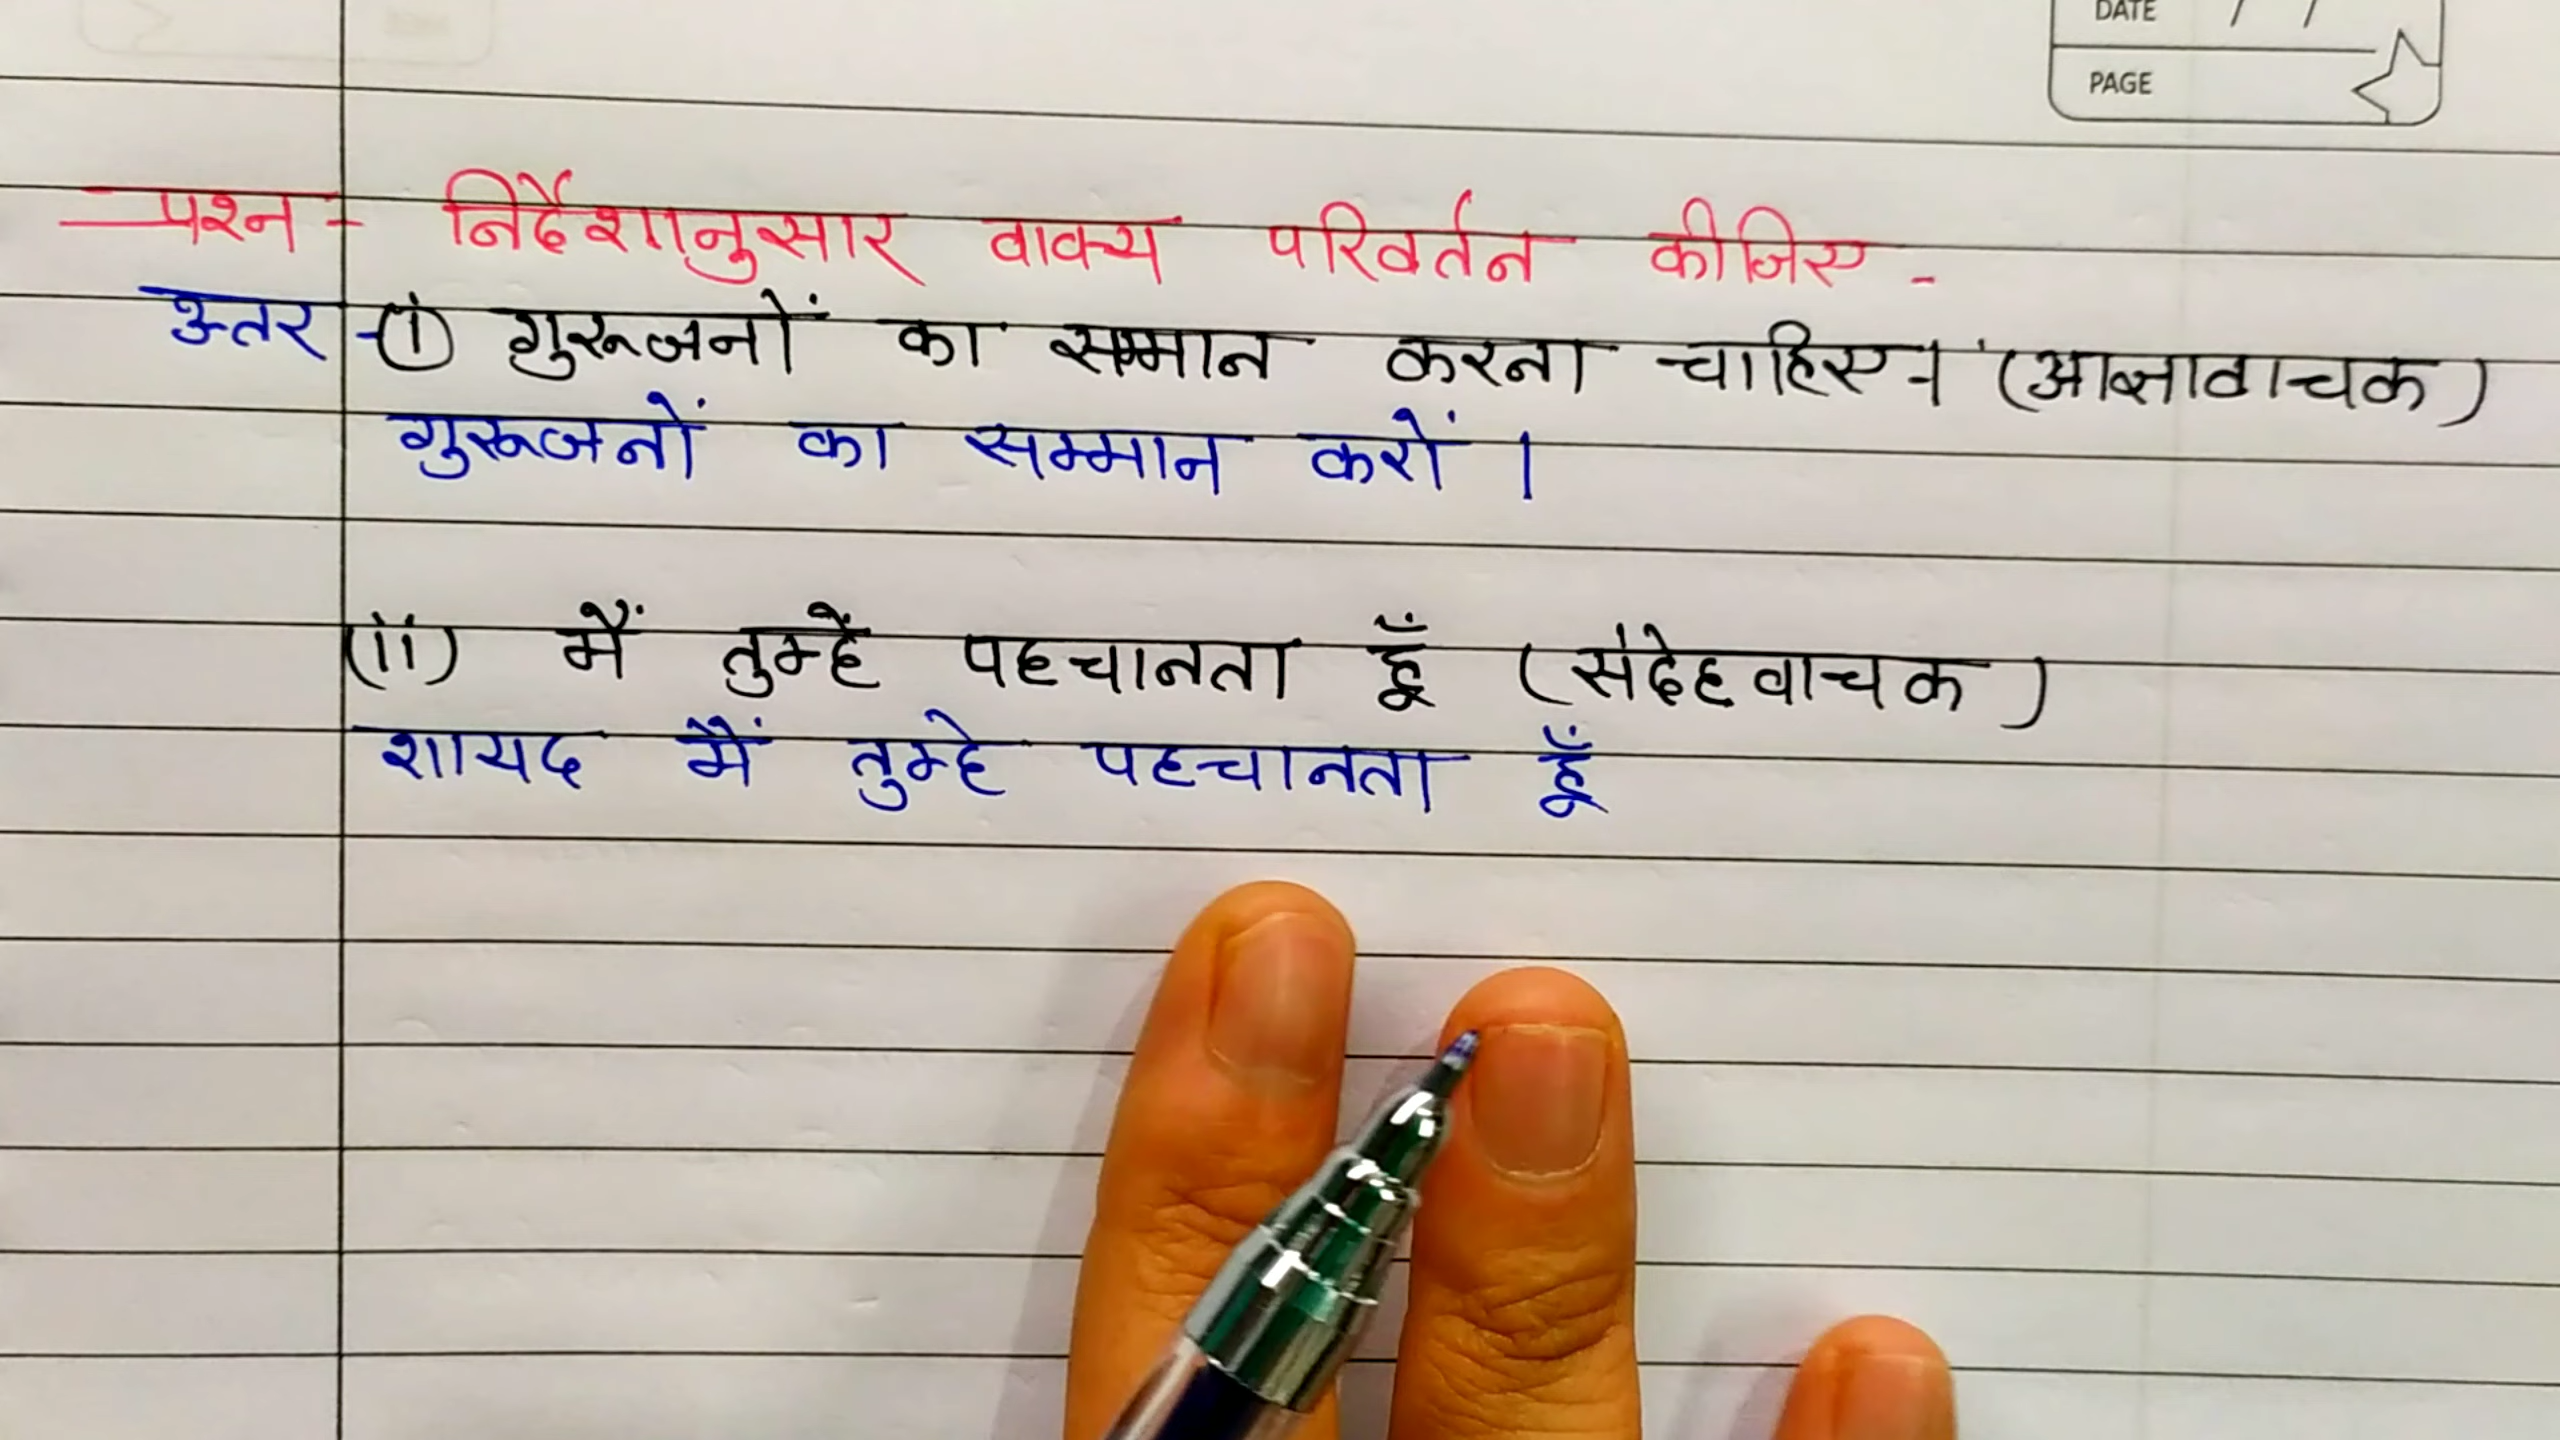 DATE / /
PAGE
प्रश्न - निर्देशानुसार वाक्य परिवर्तन कीजिए -
उत्तर - (i) गुरूजनों का सम्मान करना चाहिए। (आज्ञावाचक)
गुरूजनों का सम्मान करों ।
(ii) मैं तुम्हें पहचानता हूँ (संदेहवाचक)
शायद मैं तुम्हे पहचानता हूँ